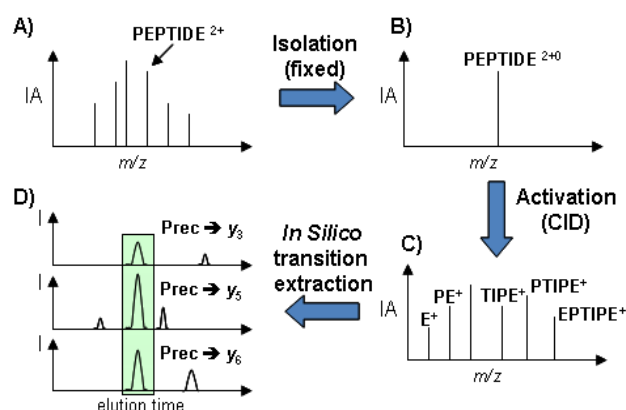 A)
PEPTIDE 2+
IA
m/z
Isolation
(fixed)
B)
PEPTIDE 2+0
IA
m/z
Activation
(CID)
C)
IA
E+
PE+
TIPE+
PTIPE+
EPTIPE+
m/z
In Silico
transition
extraction
D)
I
Prec → y3
I
Prec → y5
I
Prec → y6
elution time